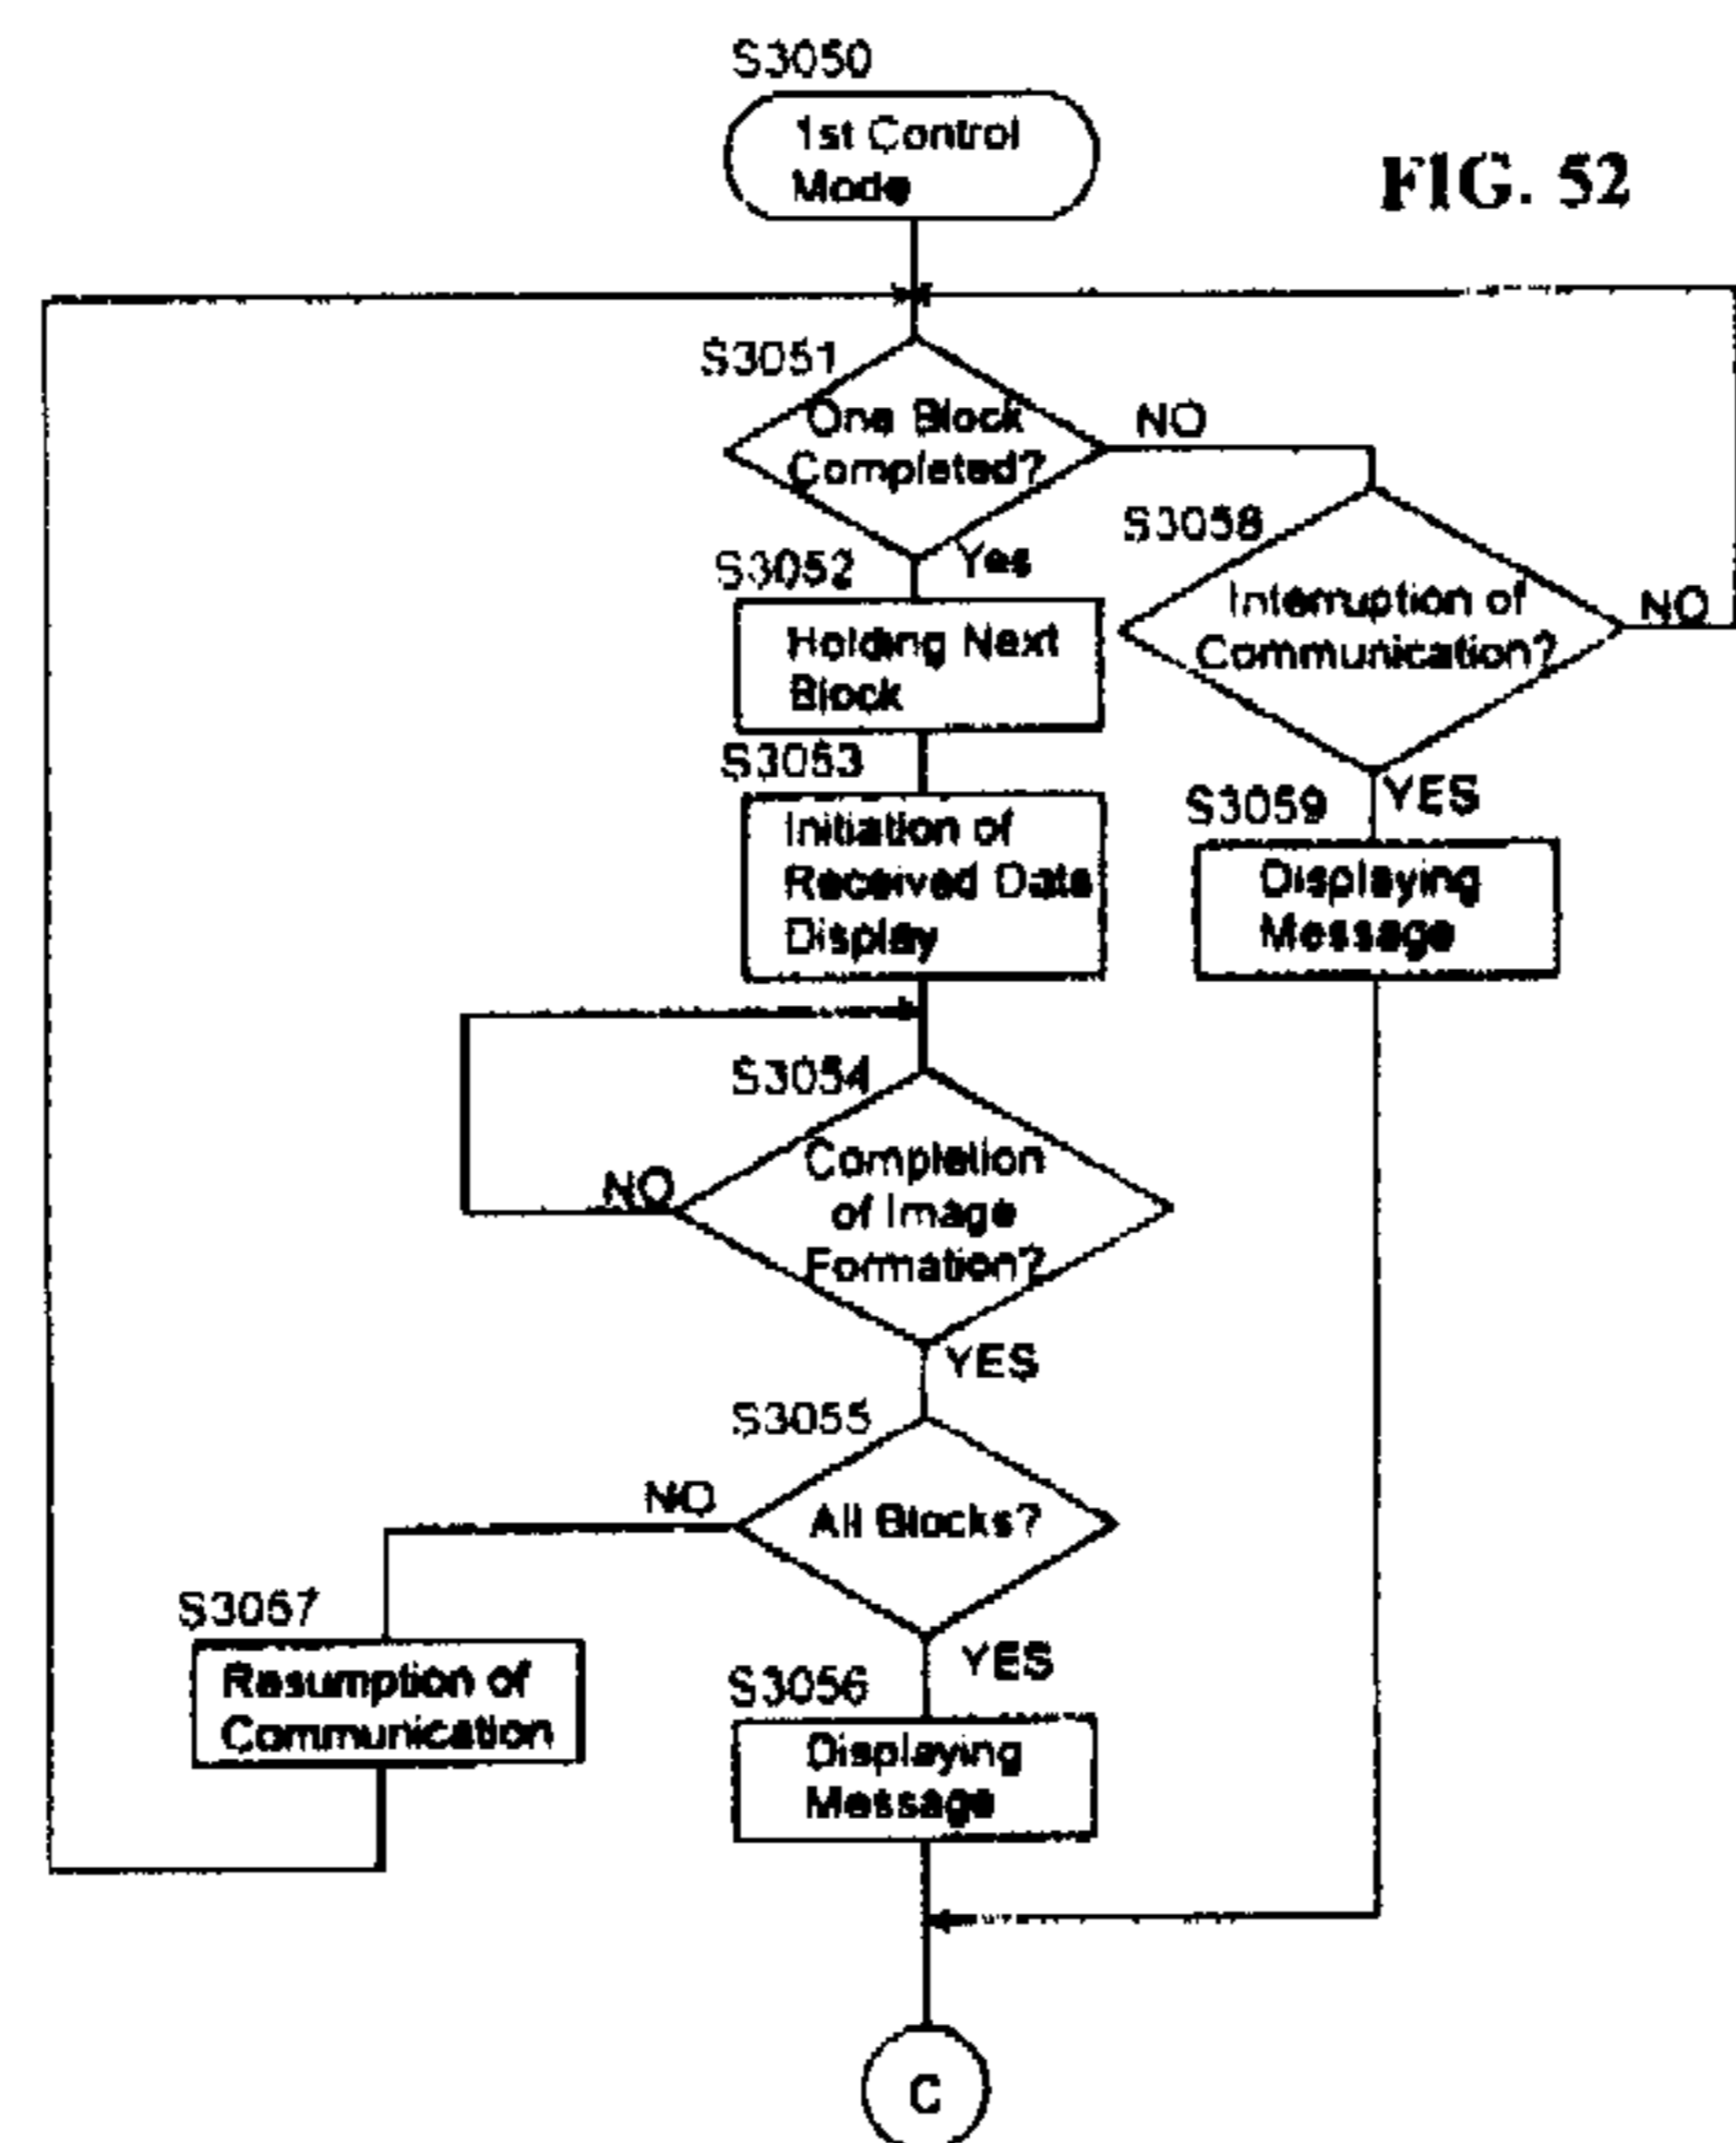 S3050
1st Control
Mode
FIG. 52
S3051
One Block
Completed?
NO
Yes
S3058
Interruption of
Communication?
NO
YES
S3052
Holding Next
Block
S3053
Initiation of
Received Data
Display
S3059
Displaying
Message
S3054
Completion
of Image
Formation?
NO
YES
S3055
All Blocks?
NO
YES
S3057
Resumption of
Communication
S3056
Displaying
Message
C